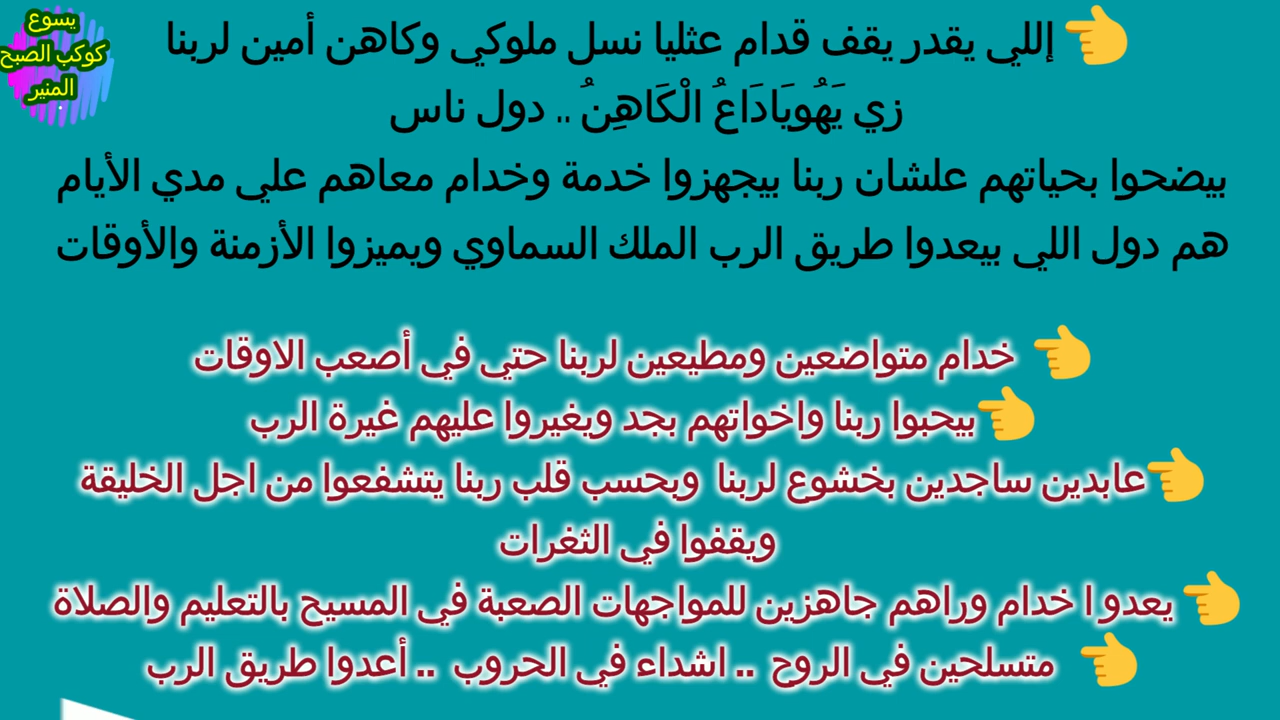 يسوع
كوكب الصبح
المنير
إللي يقدر يقف قدام عثليا نسل ملوكي وكاهن أمين لربنا
زي يَهُويَادَاعُ الْكَاهِنُ .. دول ناس
بيضحوا بحياتهم علشان ربنا بيجهزوا خدمة وخدام معاهم علي مدي الأيام
هم دول اللي بيعدوا طريق الرب الملك السماوي ويميزوا الأزمنة والأوقات
خدام متواضعين ومطيعين لربنا حتي في أصعب الاوقات
بيحبوا ربنا واخواتهم بجد ويغيروا عليهم غيرة الرب
عابدين ساجدين بخشوع لربنا وبحسب قلب ربنا يتشفعوا من اجل الخليقة
ويقفوا في الثغرات
يعدو ا خدام وراهم جاهزين للمواجهات الصعبة في المسيح بالتعليم والصلاة
متسلحين في الروح .. اشداء في الحروب .. أعدوا طريق الرب